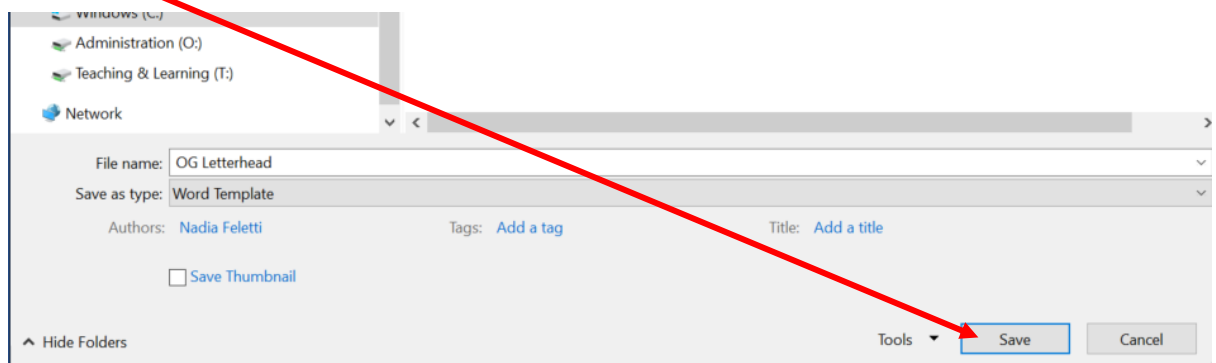 Windows (C:)
Administration (O:)
Teaching & Learning (T:)
Network
File name: OG Letterhead
Save as type: Word Template
Authors: Nadia Feletti Tags: Add a tag Title: Add a title
Save Thumbnail
Hide Folders Tools Save Cancel